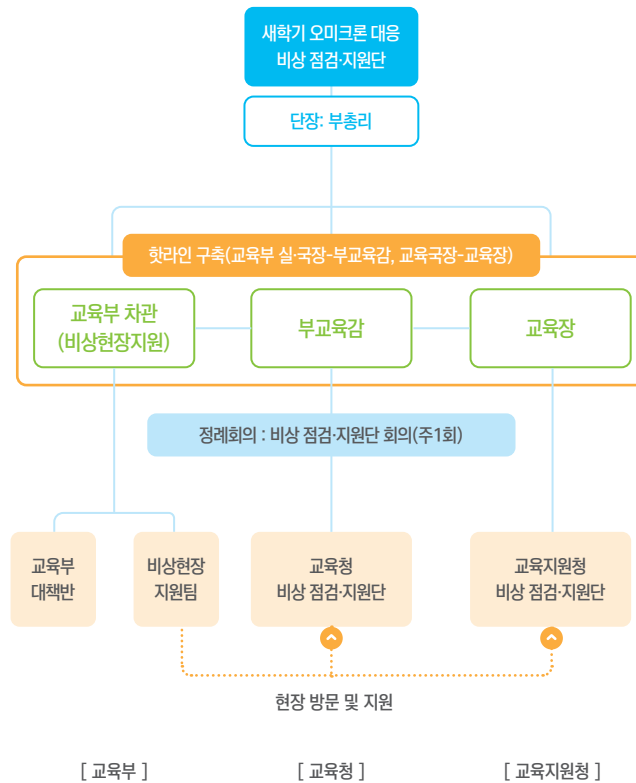 새학기 오미크론 대응
비상 점검·지원단
단장: 부총리
핫라인 구축(교육부 실·국장-부교육감, 교육국장-교육장)
교육부 차관
(비상현장지원)
부교육감
교육장
정례회의 : 비상 점검·지원단 회의(주1회)
교육부
대책반
비상현장
지원팀
교육청
비상 점검·지원단
교육지원청
비상 점검·지원단
현장 방문 및 지원
[ 교육부 ]
[ 교육청 ]
[ 교육지원청 ]